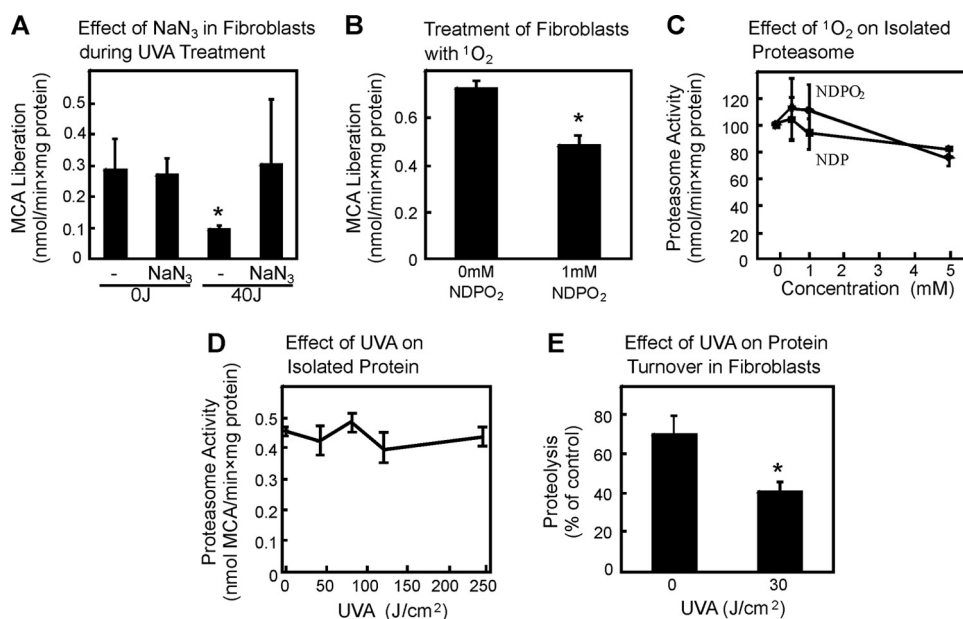 A
Effect of NaN3 in Fibroblasts
during UVA Treatment
MCA Liberation
(nmol/min×mg protein)
0.5
0.4
0.3
0.2
0.1
0
*
-
NaN3
-
NaN3
0J
40J
B
Treatment of Fibroblasts
with 1O2
MCA Liberation
(nmol/min×mg protein)
0.6
0.4
0.2
0
*
0mM
NDPO2
1mM
NDPO2
C
Effect of 1O2 on Isolated
Proteasome
Proteasome Activity
(nmol/min×mg protein)
120
100
80
60
40
20
0
NDPO2
NDP
0 1 2 3 4 5
Concentration (mM)
D
Effect of UVA on
Isolated Protein
Proteasome Activity
(nmol MCA/min×mg protein)
0.5
0.4
0.3
0.2
0.1
0
0 50 100 150 200 250
UVA (J/cm2)
E
Effect of UVA on Protein
Turnover in Fibroblasts
Proteolysis
(% of control)
80
60
40
20
0
*
0 30
UVA (J/cm2)